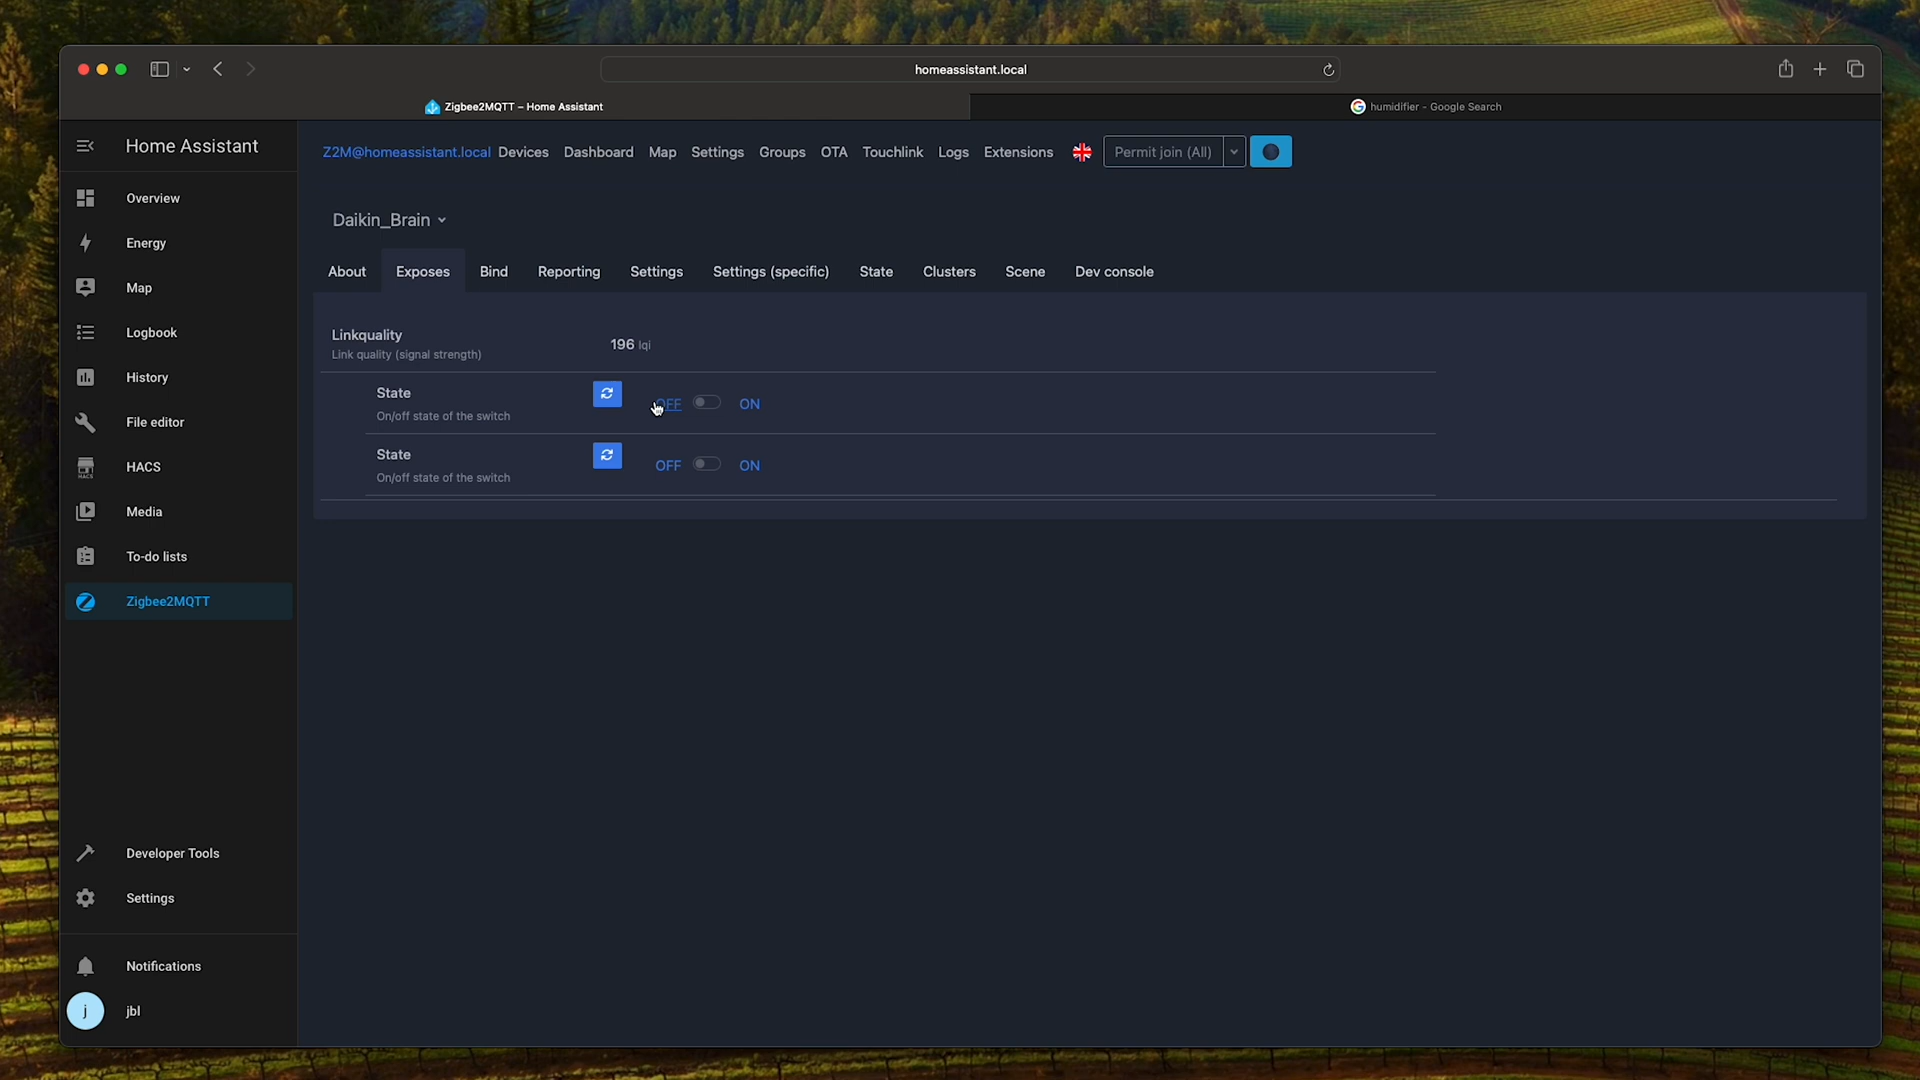 homeassistant.local
Zigbee2MQTT – Home Assistant
humidifier - Google Search
Home Assistant
Overview
Energy
Map
Logbook
History
File editor
HACS
HACS
Media
To-do lists
Zigbee2MQTT
Developer Tools
Settings
Notifications
j
jbl
Z2M@homeassistant.local Devices Dashboard Map Settings Groups OTA Touchlink Logs Extensions Permit join (All)
Daikin_Brain
About Exposes Bind Reporting Settings Settings (specific) State Clusters Scene Dev console
Linkquality
Link quality (signal strength)
196 lqi
State
On/off state of the switch
OFF ON
State
On/off state of the switch
OFF ON